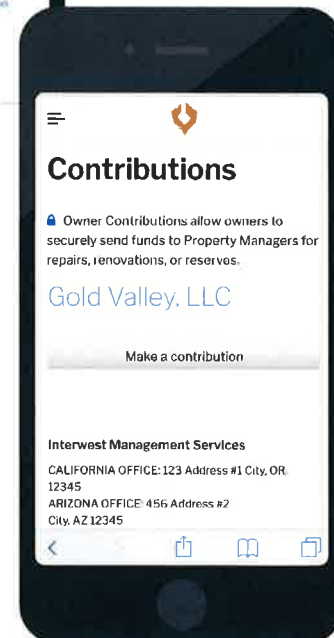 Contributions
Owner Contributions allow owners to
securely send funds to Property Managers for
repairs, renovations, or reserves.
Gold Valley, LLC
Make a contribution
Interwest Management Services
CALIFORNIA OFFICE: 123 Address #1 City, OR
12345
ARIZONA OFFICE: 456 Address #2
City, AZ 12345